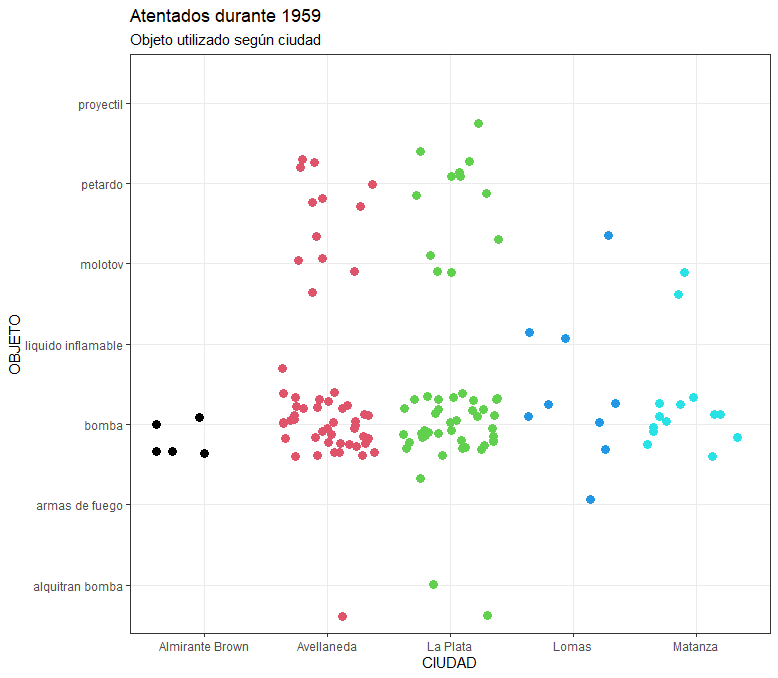 Atentados durante 1959
Objeto utilizado según ciudad
proyectil
petardo
molotov
liquido inflamable
bomba
armas de fuego
alquitran bomba
OBJETO
Almirante Brown
Avellaneda
La Plata
Lomas
Matanza
CIUDAD